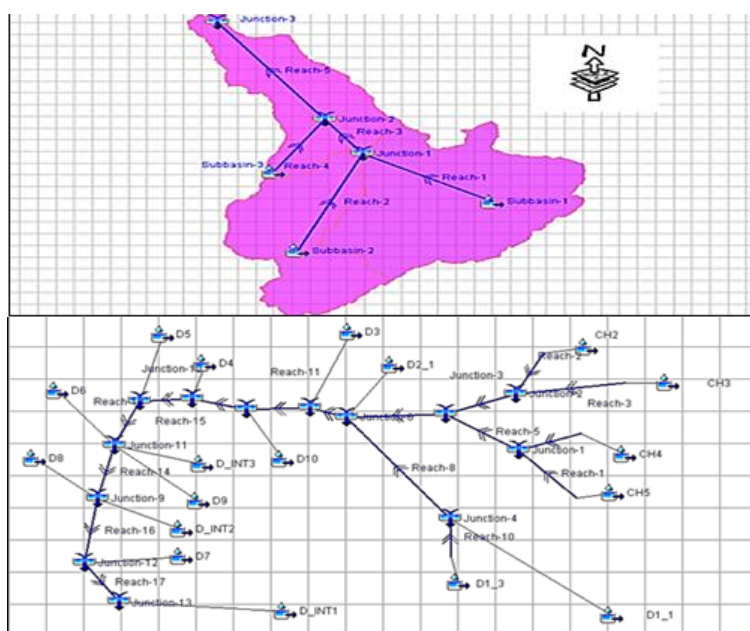 Junction-3
N
Reach-5
Junction-2
Reach-3
Junction-1
Subbasin-3
Reach-4
Reach-1
Reach-2
Subbasin-1
Subbasin-2
D5
D3
CH2
D4
D2_1
Reach-2
Reach-11
Junction-3
CH3
D6
Junction-2
Reach-3
Reach-15
Reach-5
Junction-11
Junction-1
D8
D_INT3
D10
CH4
Reach-14
Reach-8
Reach-1
Junction-9
D9
CH5
Reach-16
D_INT2
Junction-4
Reach-10
Junction-12
D7
Reach-17
D1_3
Junction-13
D_INT1
D1_1